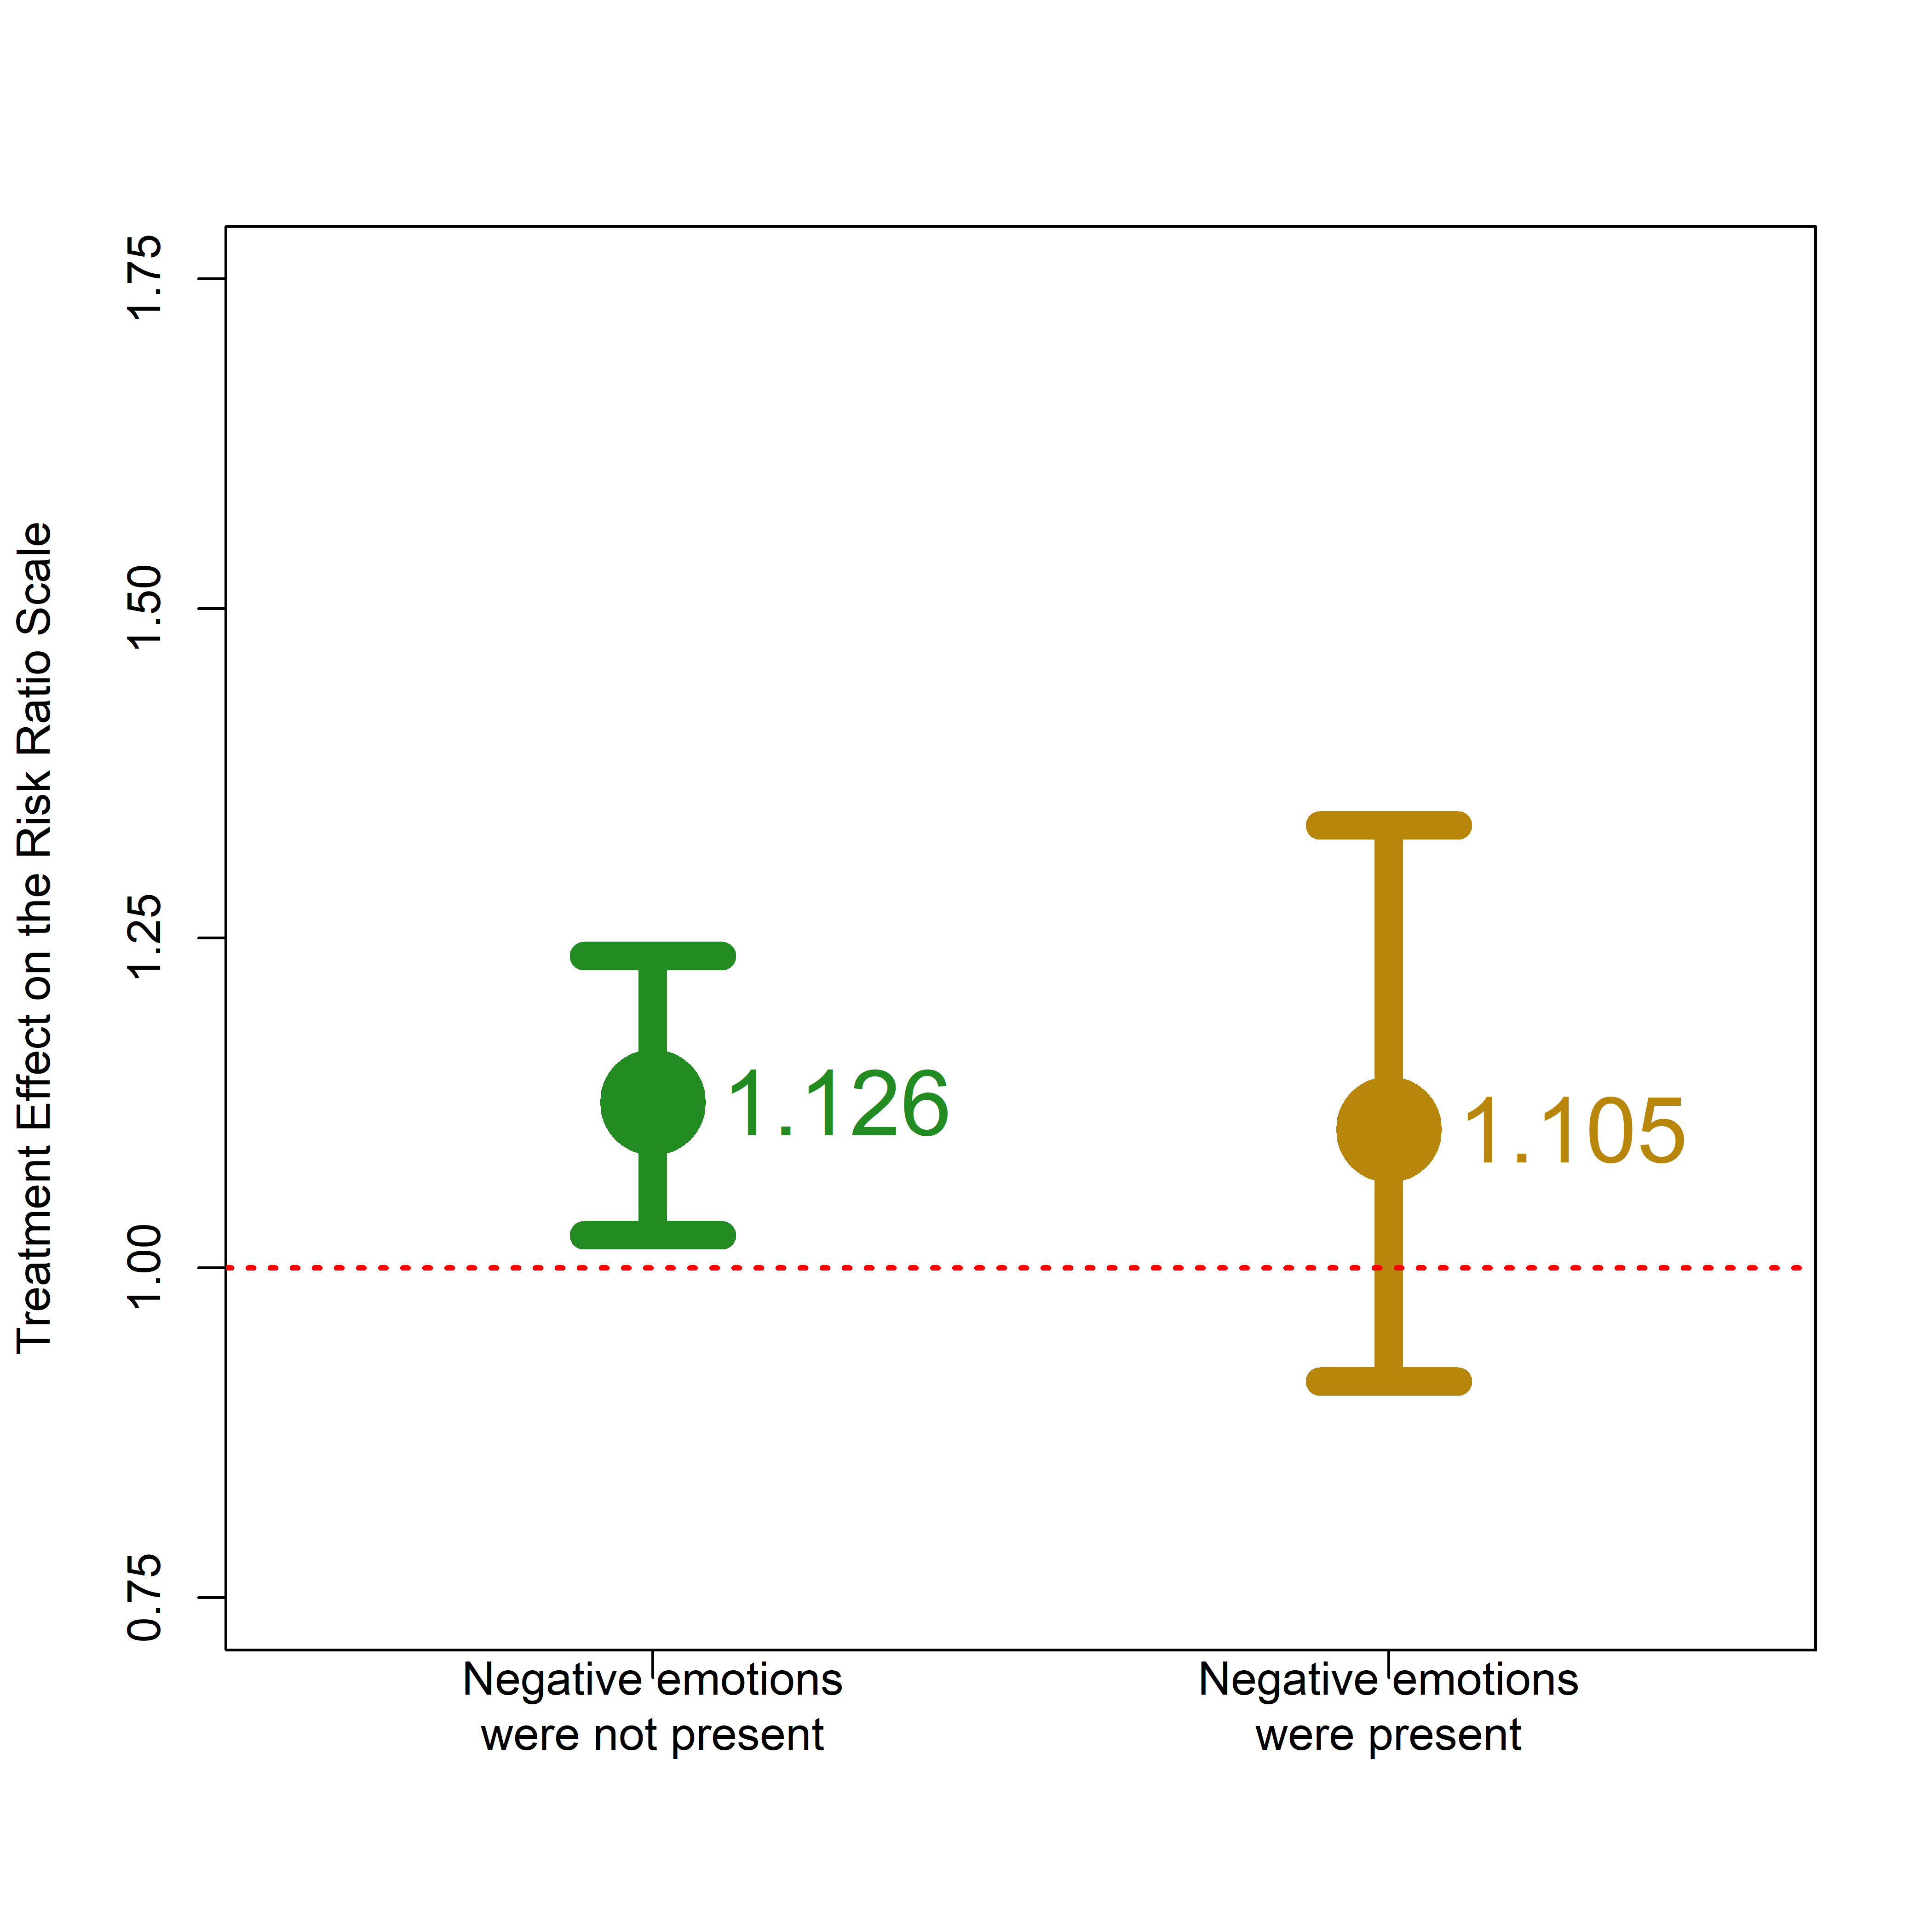 Treatment Effect on the Risk Ratio Scale
1.75
1.50
1.25
1.00
0.75
1.126
1.105
Negative emotions
were not present
Negative emotions
were present